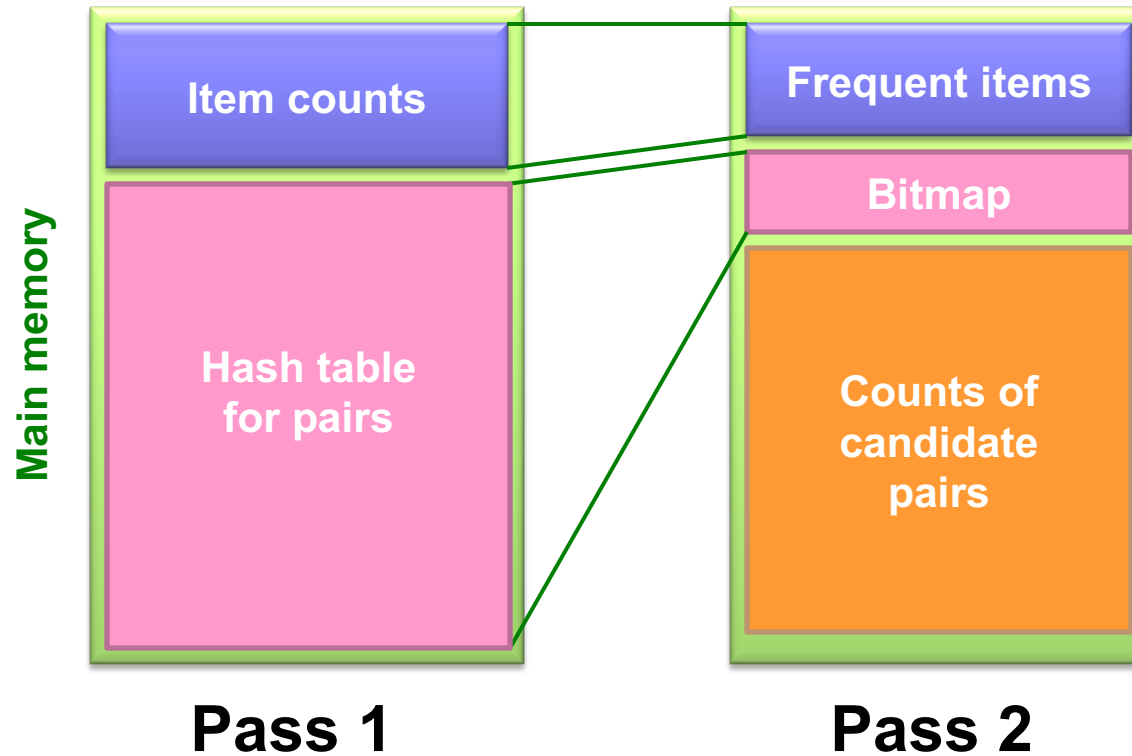 Main memory
Item counts
Hash table
for pairs
Pass 1
Frequent items
Bitmap
Counts of
candidate
pairs
Pass 2